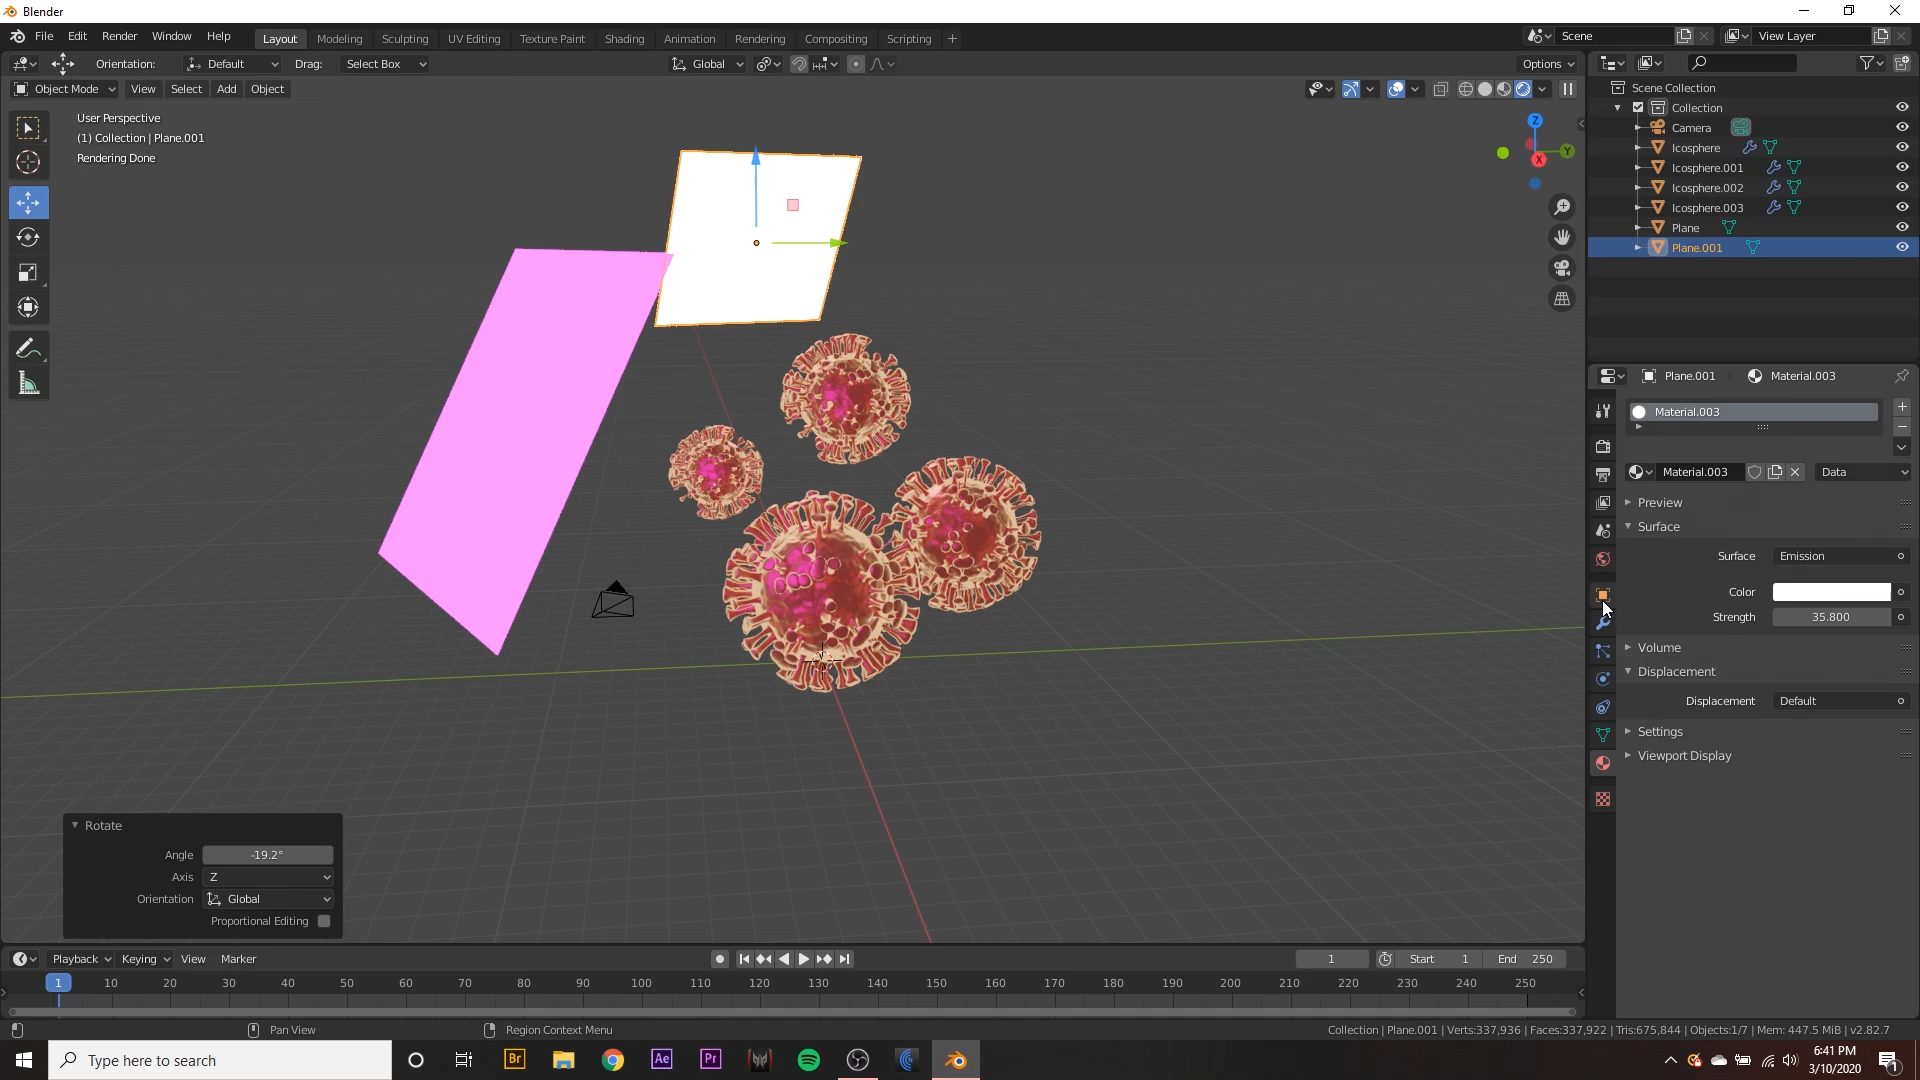 Blender
File Edit Render Window Help Layout Modeling Sculpting UV Editing Texture Paint Shading Animation Rendering Compositing Scripting + Scene View Layer
Orientation: Default Drag: Select Box Global Options
Object Mode View Select Add Object
User Perspective
(1) Collection | Plane.001
Rendering Done
Z
Y
X
Scene Collection
Collection
Camera
Icosphere
Icosphere.001
Icosphere.002
Icosphere.003
Plane
Plane.001
Plane.001 Material.003
Material.003
Material.003 Data
Preview
Surface
Surface Emission
Color
Strength 35.800
Volume
Displacement
Displacement Default
Settings
Viewport Display
Rotate
Angle -19.2°
Axis Z
Orientation Global
Proportional Editing
Playback Keying View Marker 1 Start 1 End 250
1 10 20 30 40 50 60 70 80 90 100 110 120 130 140 150 160 170 180 190 200 210 220 230 240 250
Pan View Region Context Menu Collection | Plane.001 | Verts:337,936 | Faces:337,922 | Tris:675,844 | Objects:1/7 | Mem: 447.5 MiB | v2.82.7
Type here to search Br Ae Pr
6:41 PM
3/10/2020
1